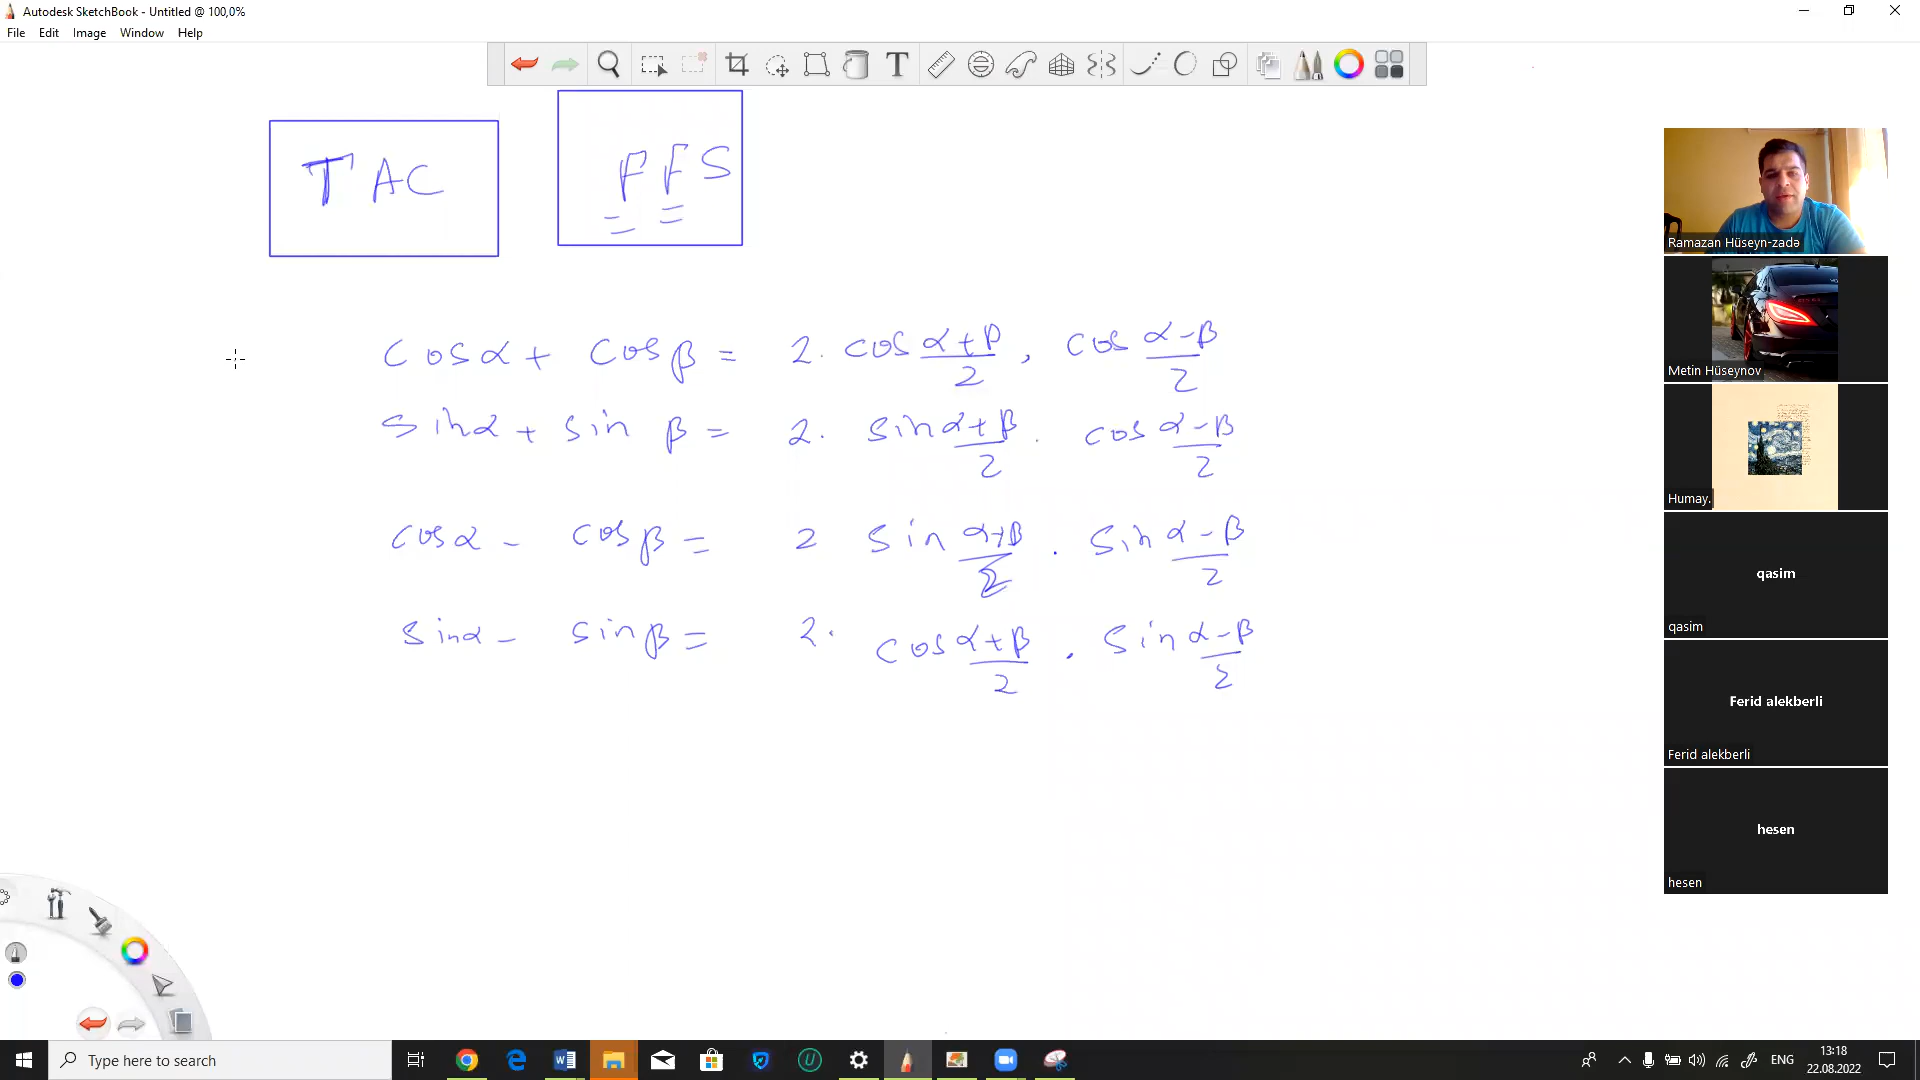 Autodesk SketchBook - Untitled @ 100,0%
File Edit Image Window Help
T
TAC
FFS
cosα + cosβ = 2. cos α+β/2 , cos α-β/2
sinα + sin β = 2. sin α+β/2 . cos α-β/2
cosα - cosβ = 2 sin α+β/2 . sin α-β/2
sinα - sinβ = 2. cos α+β/2 . sin α-β/2
Ramazan Hüseyn-zadə
Metin Hüseynov
Humay.
qasim
qasim
Ferid alekberli
Ferid alekberli
hesen
hesen
Type here to search
ENG
13:18
22.08.2022